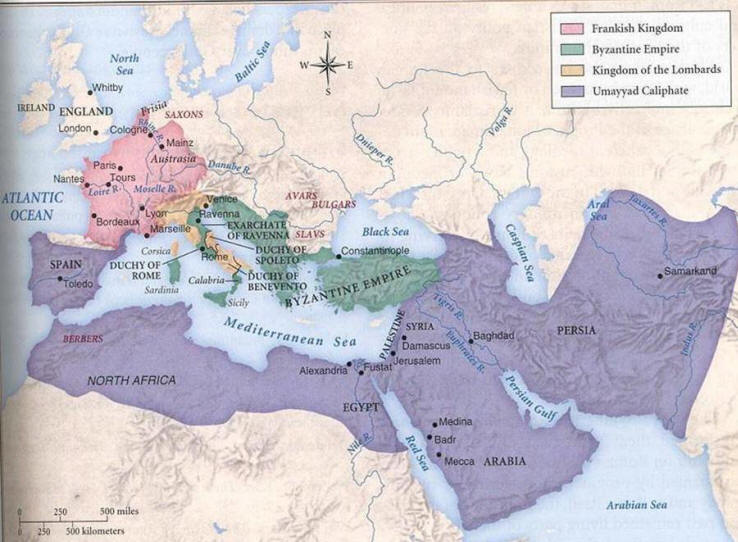 Frankish Kingdom
Byzantine Empire
Kingdom of the Lombards
Umayyad Caliphate
N
W E
S
North
Sea
Baltic Sea
Whitby
IRELAND
ENGLAND
London
Frisia
SAXONS
Cologne
Rhine R.
Mainz
Austrasia
Paris
Nantes
Tours
Loire R.
Moselle R.
Danube R.
Dnieper R.
Volga R.
ATLANTIC
OCEAN
Bordeaux
Lyon
Marseille
Venice
Ravenna
EXARCHATE
OF RAVENNA
AVARS
BULGARS
SLAVS
Black Sea
Caspian Sea
Aral
Sea
Jaxartes R.
Samarkand
Corsica
Rome
DUCHY OF
ROME
DUCHY OF
SPOLETO
DUCHY OF
BENEVENTO
Constantinople
BYZANTINE EMPIRE
SPAIN
Toledo
Sardinia
Calabria
Sicily
Mediterranean Sea
BERBERS
NORTH AFRICA
Alexandria
Fustat
EGYPT
Nile R.
PALESTINE
SYRIA
Damascus
Jerusalem
Tigris R.
Euphrates R.
Baghdad
PERSIA
Indus R.
Persian Gulf
Red Sea
Medina
Badr
Mecca
ARABIA
Arabian Sea
0 250 500 miles
0 250 500 kilometers